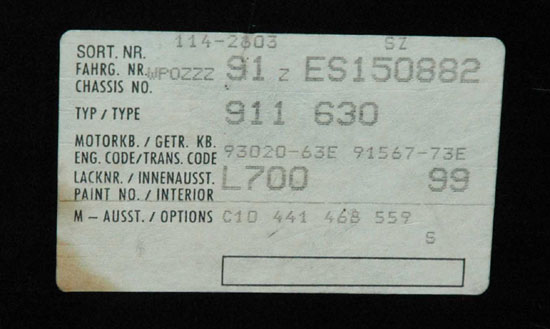 114-2603 SZ
SORT. NR.
FAHRG. NR. WPOZZZ 91 Z ES150882
CHASSIS NO.
TYP / TYPE 911 630
MOTORKB. / GETR. KB.
ENG. CODE/TRANS. CODE 93020-63E 91567-73E
LACKNR. / INNENAUSST. L700 99
PAINT NO. / INTERIOR
M – AUSST. / OPTIONS C10 441 468 559
S